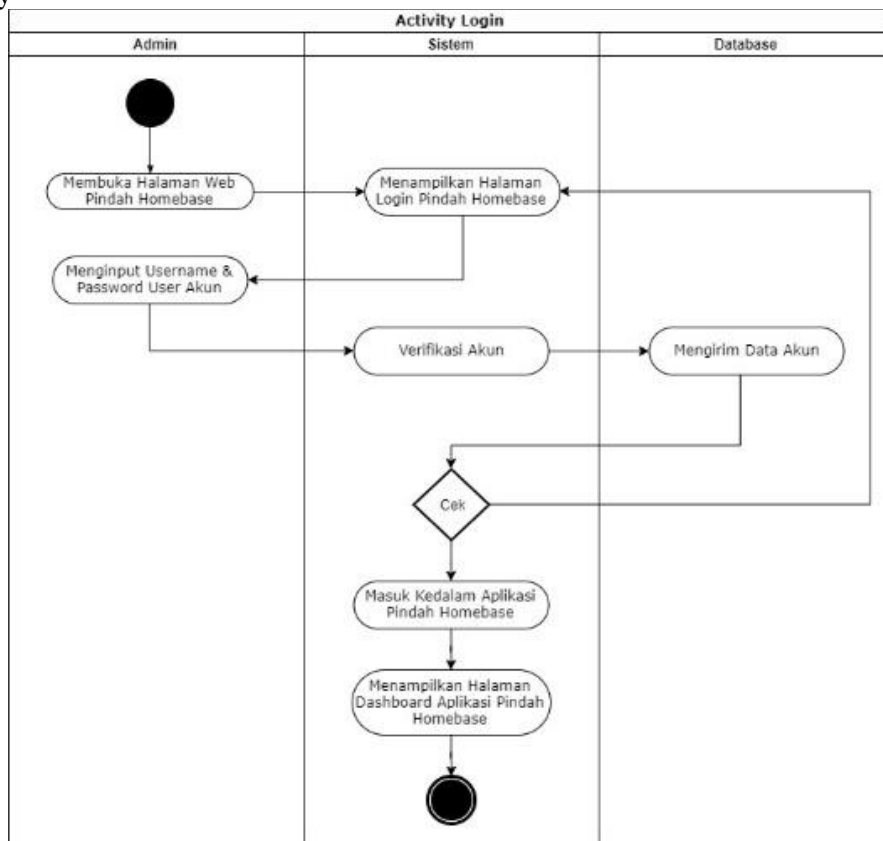 y
Activity Login
Admin
Sistem
Database
Membuka Halaman Web
Pindah Homebase
Menampilkan Halaman
Login Pindah Homebase
Menginput Username &
Password User Akun
Verifikasi Akun
Mengirim Data Akun
Cek
Masuk Kedalam Aplikasi
Pindah Homebase
Menampilkan Halaman
Dashboard Aplikasi Pindah
Homebase